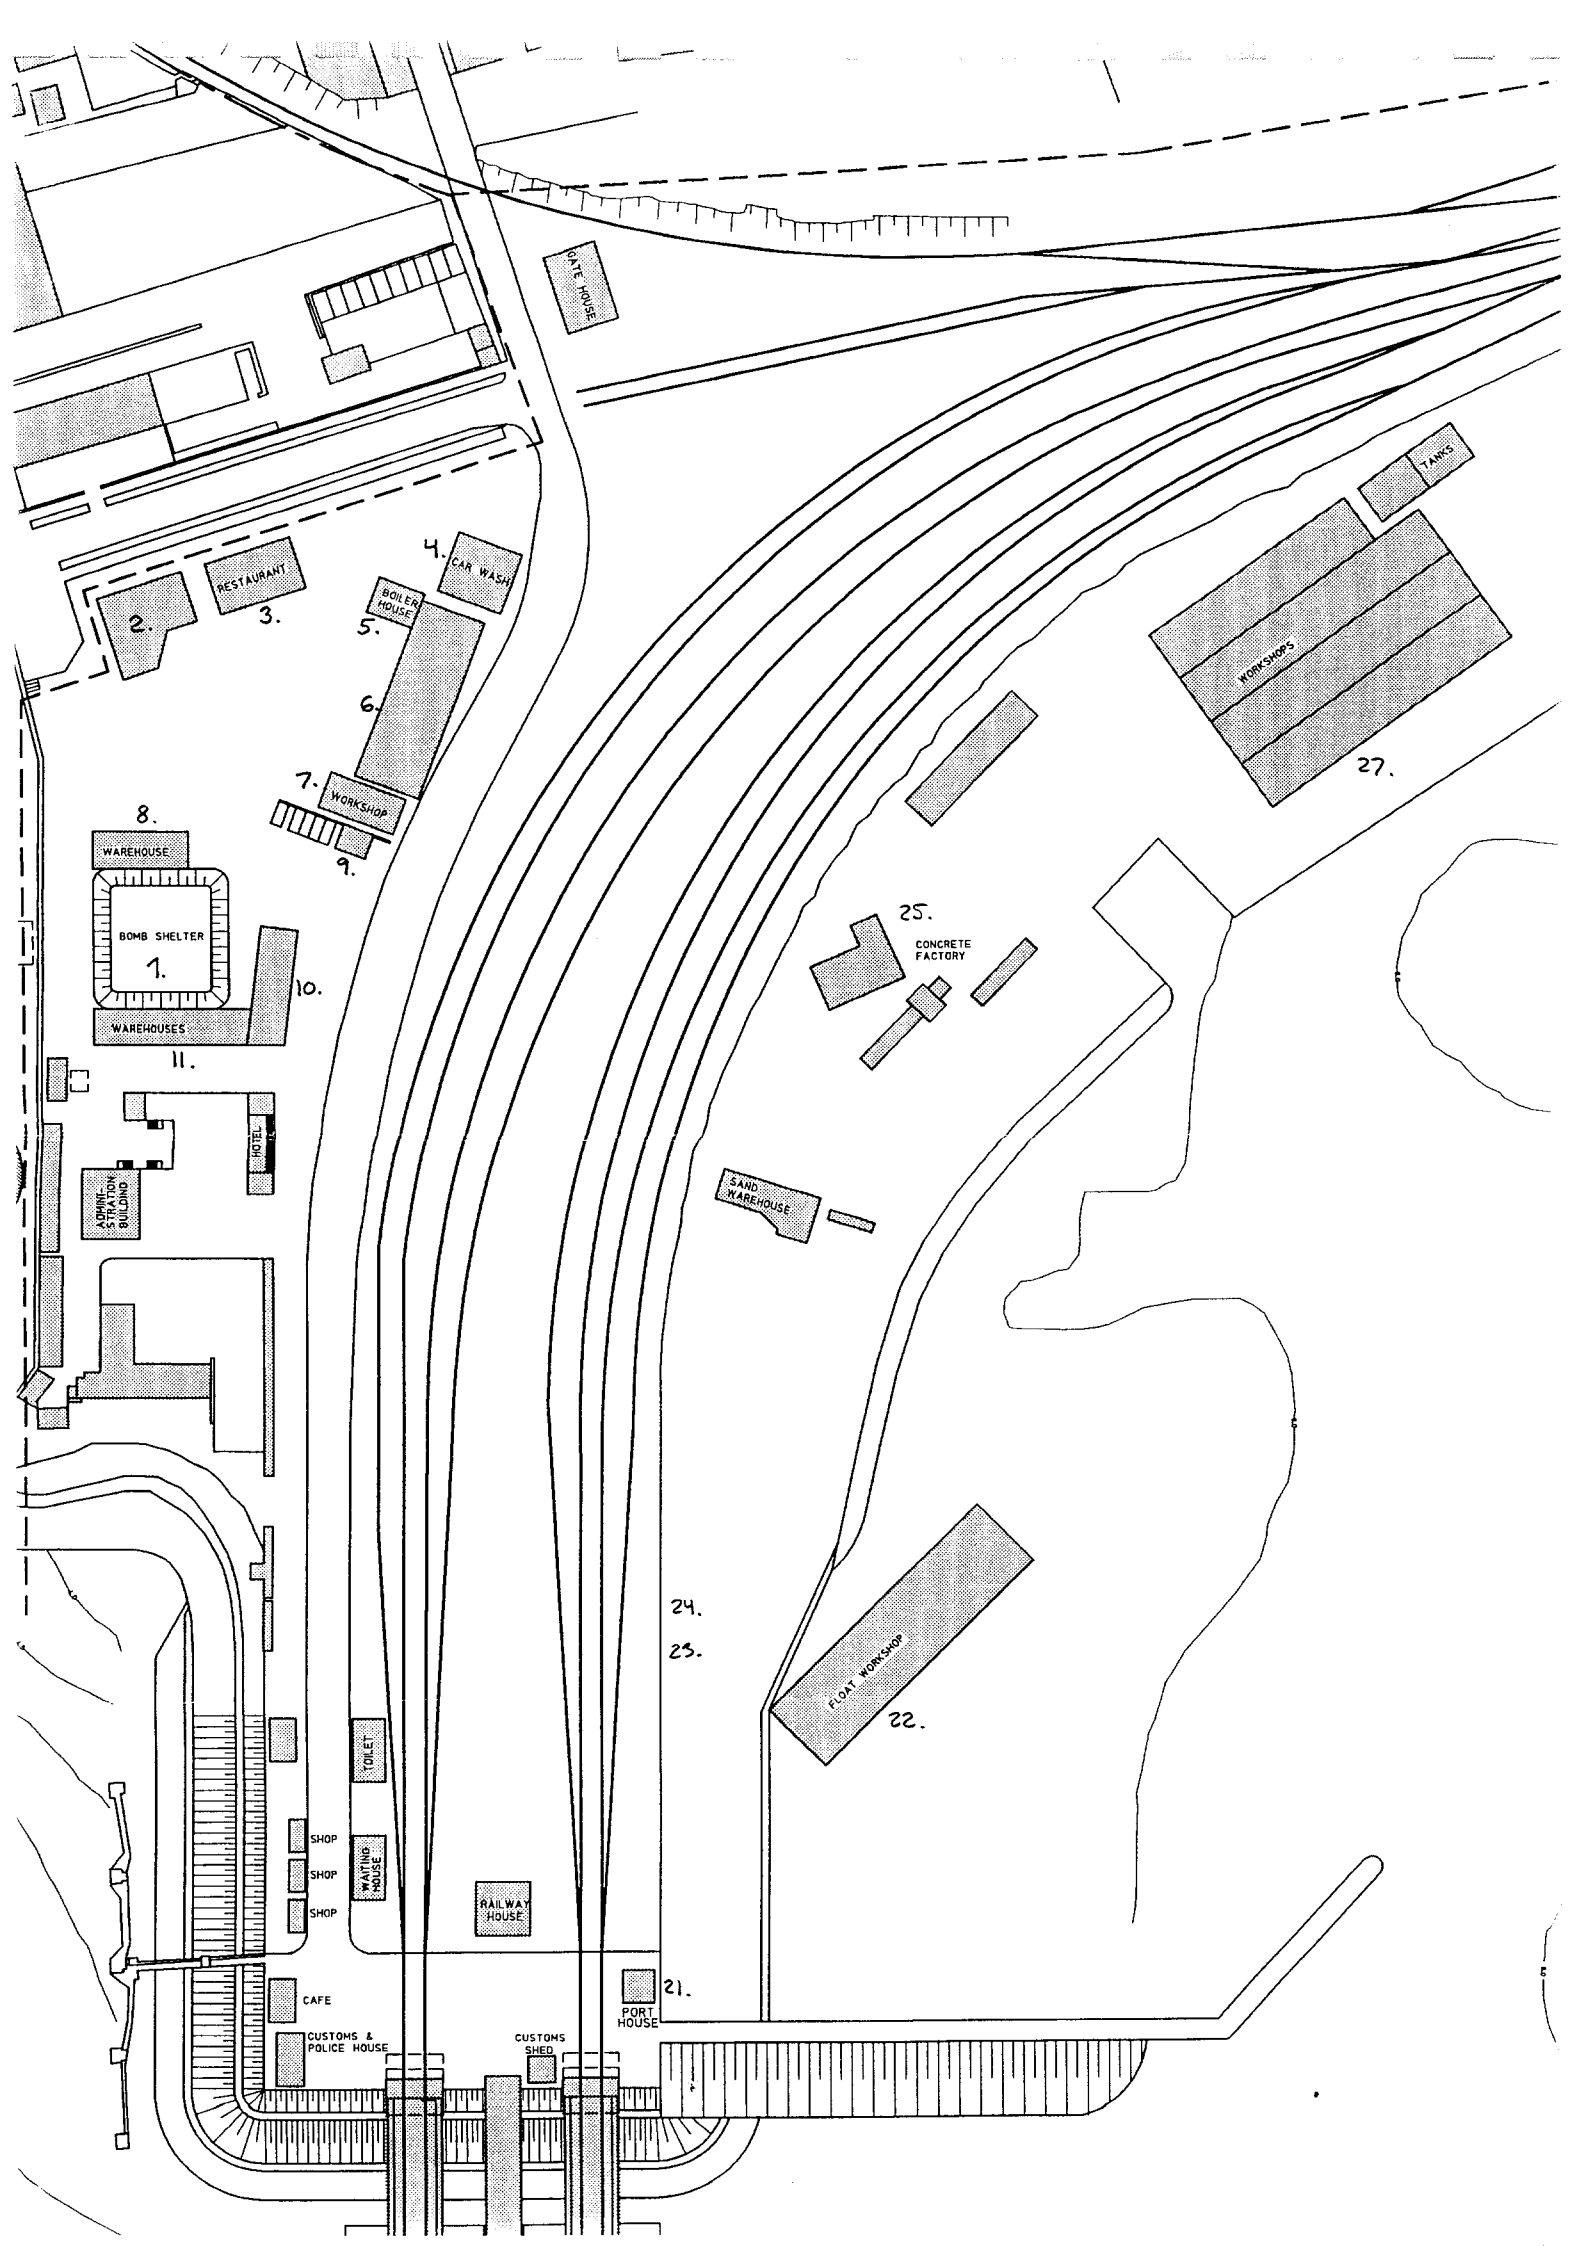 GATE HOUSE
TANKS
4.
CAR WASH
RESTAURANT
3.
2.
BOILER
HOUSE
5.
6.
WORKSHOPS
27.
7.
WORKSHOP
9.
8.
WAREHOUSE
BOMB SHELTER
1.
10.
WAREHOUSES
11.
25.
CONCRETE
FACTORY
HOTEL
ADMINI-
STRATION
BUILDING
SAND
WAREHOUSE
24.
23.
FLOAT WORKSHOP
22.
TOILET
SHOP
SHOP
SHOP
WAITING
HOUSE
RAILWAY
HOUSE
CAFE
21.
PORT
HOUSE
CUSTOMS &
POLICE HOUSE
CUSTOMS
SHED